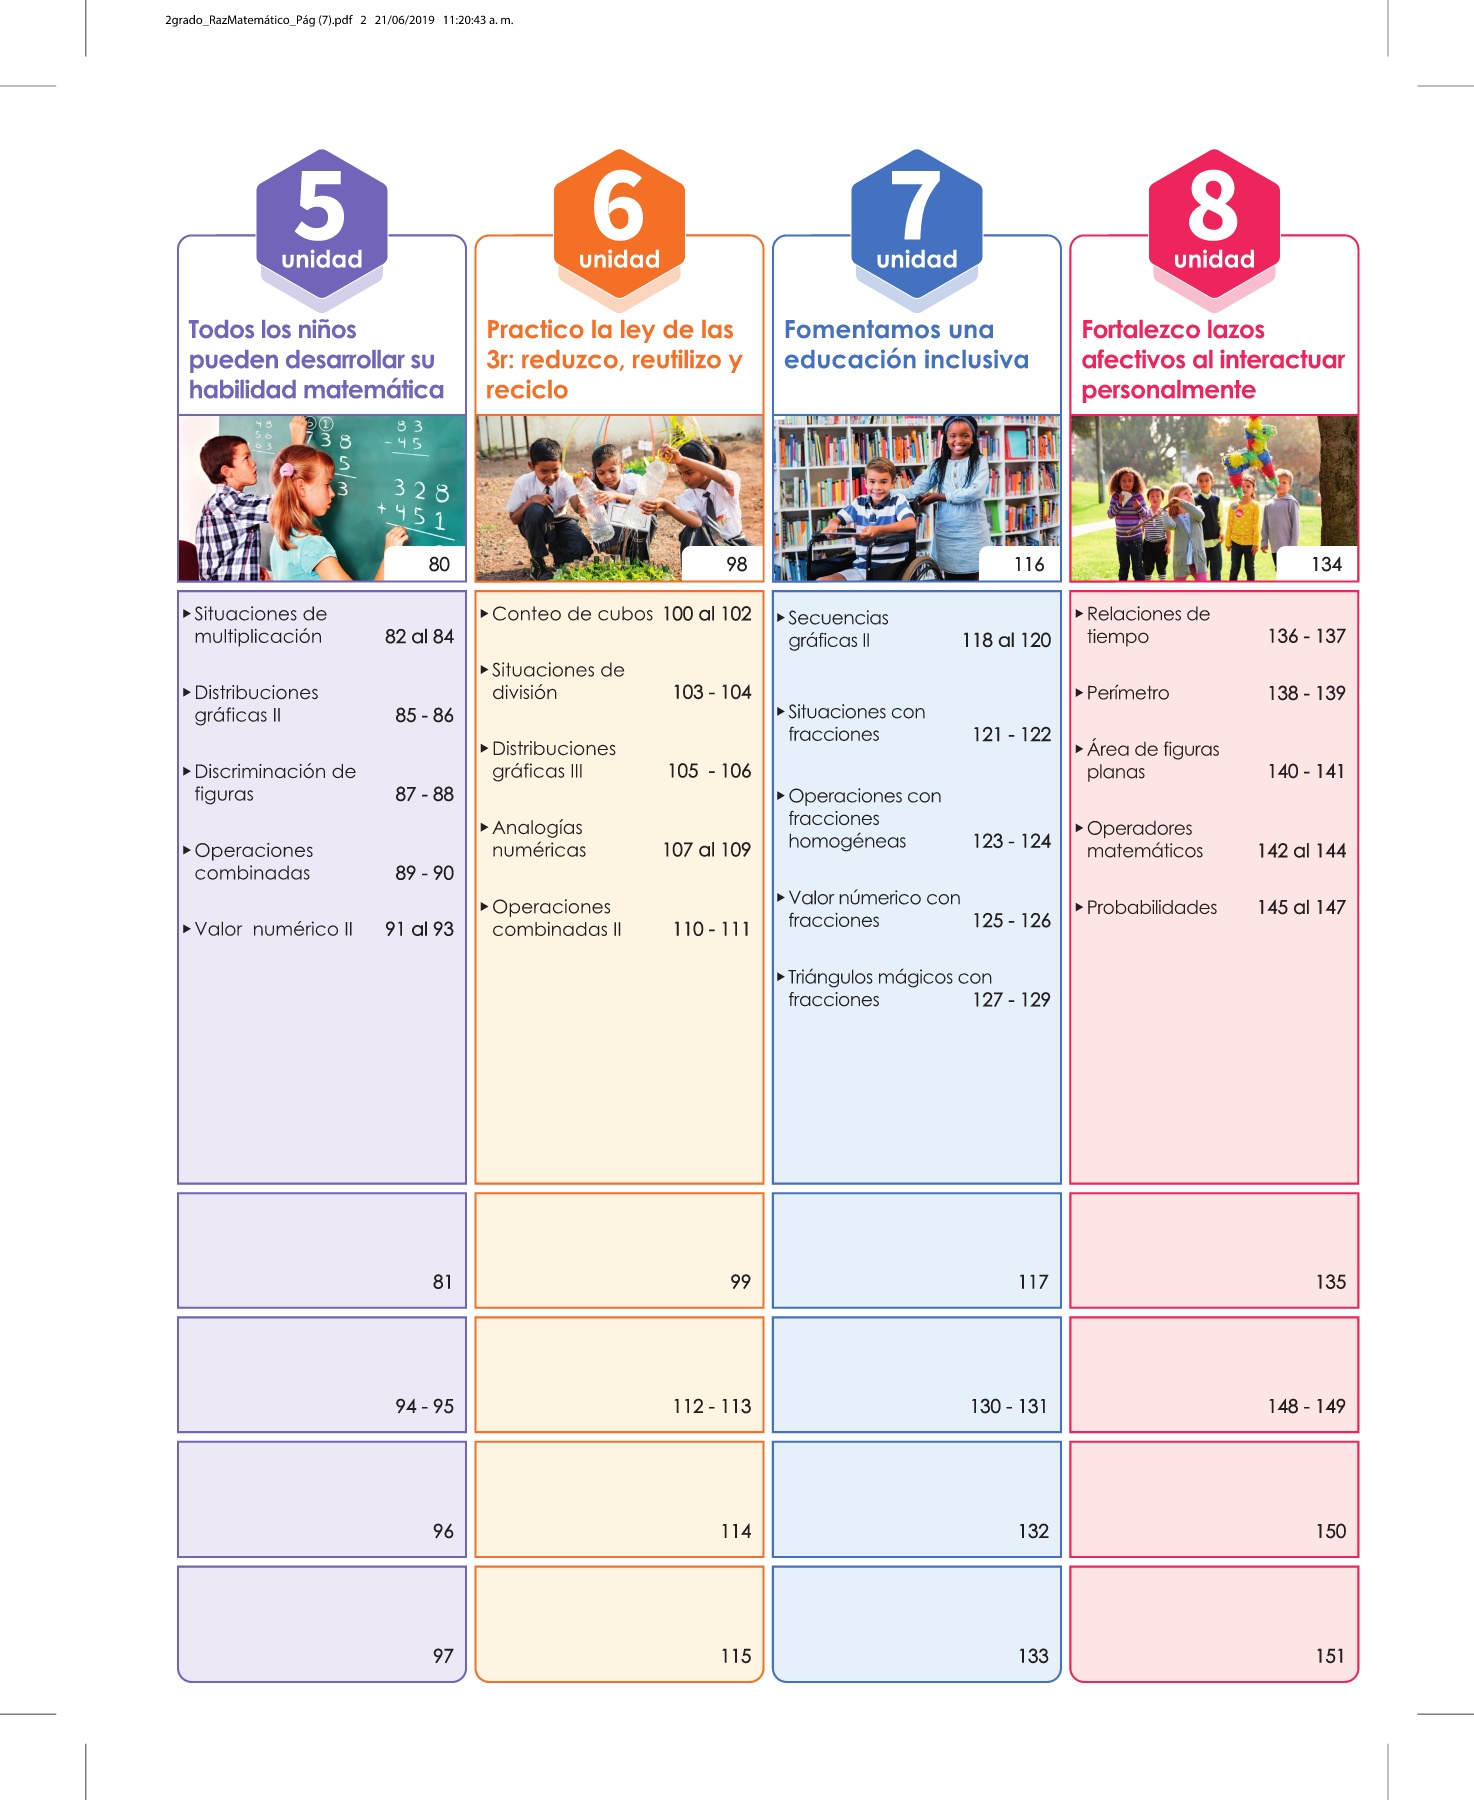 2grado_RazMatemático_Pág (7).pdf 2 21/06/2019 11:20:43 a. m.
5
unidad
Todos los niños
pueden desarrollar su
habilidad matemática
738
5
3
83
-45
328
+451
80
Situaciones de
multiplicación 82 al 84
Distribuciones
gráficas II 85 - 86
Discriminación de
figuras 87 - 88
Operaciones
combinadas 89 - 90
Valor numérico II 91 al 93
81
94 - 95
96
97
6
unidad
Practico la ley de las
3r: reduzco, reutilizo y
reciclo
98
Conteo de cubos 100 al 102
Situaciones de
división 103 - 104
Distribuciones
gráficas III 105 - 106
Analogías
numéricas 107 al 109
Operaciones
combinadas II 110 - 111
99
112 - 113
114
115
7
unidad
Fomentamos una
educación inclusiva
116
Secuencias
gráficas II 118 al 120
Situaciones con
fracciones 121 - 122
Operaciones con
fracciones
homogéneas 123 - 124
Valor númerico con
fracciones 125 - 126
Triángulos mágicos con
fracciones 127 - 129
117
130 - 131
132
133
8
unidad
Fortalezco lazos
afectivos al interactuar
personalmente
134
Relaciones de
tiempo 136 - 137
Perímetro 138 - 139
Área de figuras
planas 140 - 141
Operadores
matemáticos 142 al 144
Probabilidades 145 al 147
135
148 - 149
150
151